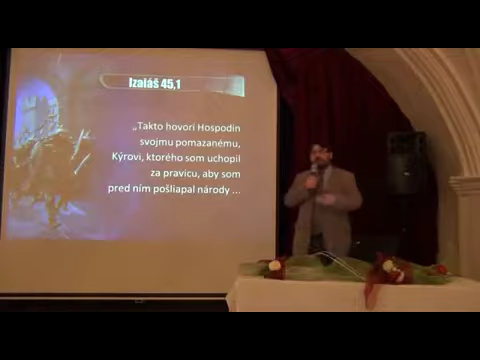 Izaiáš 45,1
„Takto hovorí Hospodin
svojmu pomazanému,
Kýrovi, ktorého som uchopil
za pravicu, aby som
pred ním pošliapal národy ...